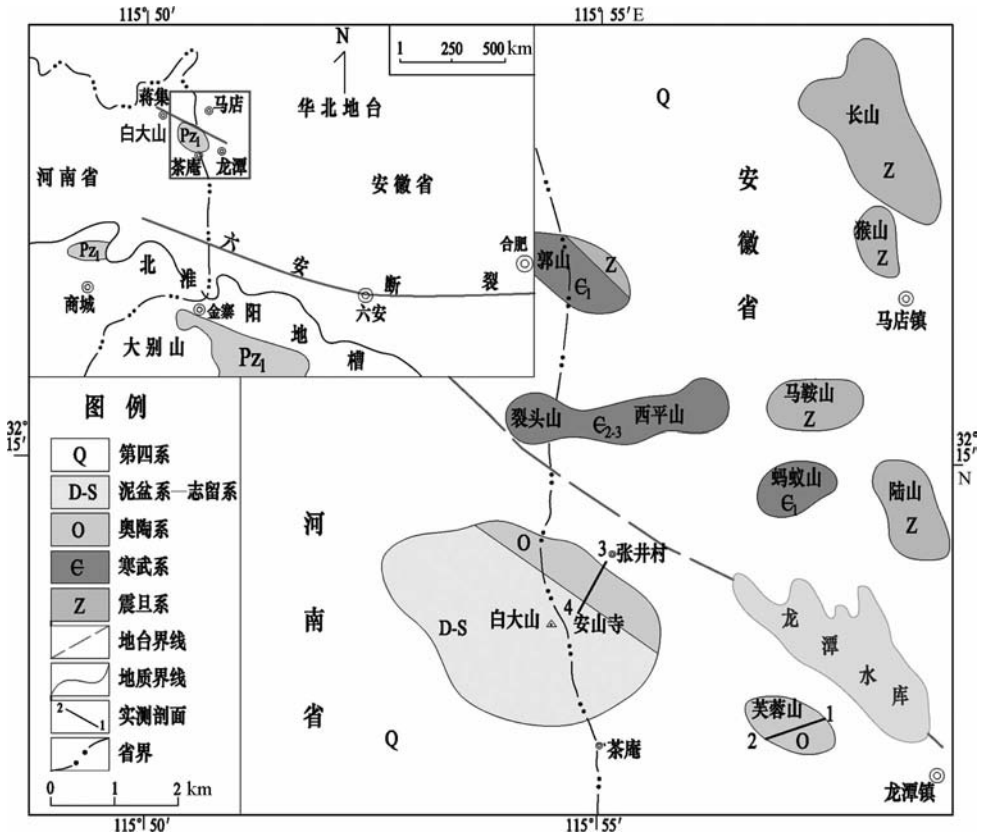 115°50′
115°55′E
N
1 250 500 km
蒋集
马店
白大山
Pz1
茶庵
龙潭
华北地台
河南省
安徽省
Pz1
商城
北淮阳地槽
金寨
大别山
Pz1
六安断裂
六安
合肥
Q
长山
Z
安徽省
猴山
Z
马店镇
郭山
Z
Є1
裂头山
Є2-3
西平山
马鞍山
Z
蚂蚁山
Є1
陆山
Z
32°15′
32°15′
N
河南省
O
3
张井村
4
安山寺
白大山
D-S
龙潭水库
芙蓉山
1
2
O
Q
茶庵
龙潭镇
图 例
Q 第四系
D-S 泥盆系—志留系
O 奥陶系
Є 寒武系
Z 震旦系
地台界线
地质界线
2 1 实测剖面
省界
0 1 2 km
115°50′
115°55′